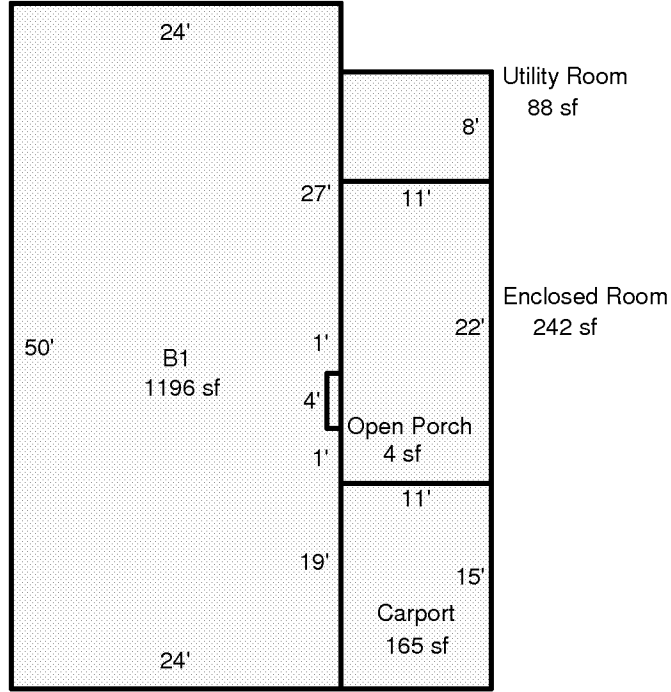 24'
Utility Room
88 sf
8'
27'
11'
Enclosed Room
242 sf
22'
50'
1'
B1
1196 sf
4'
Open Porch
4 sf
1'
11'
19'
15'
Carport
165 sf
24'